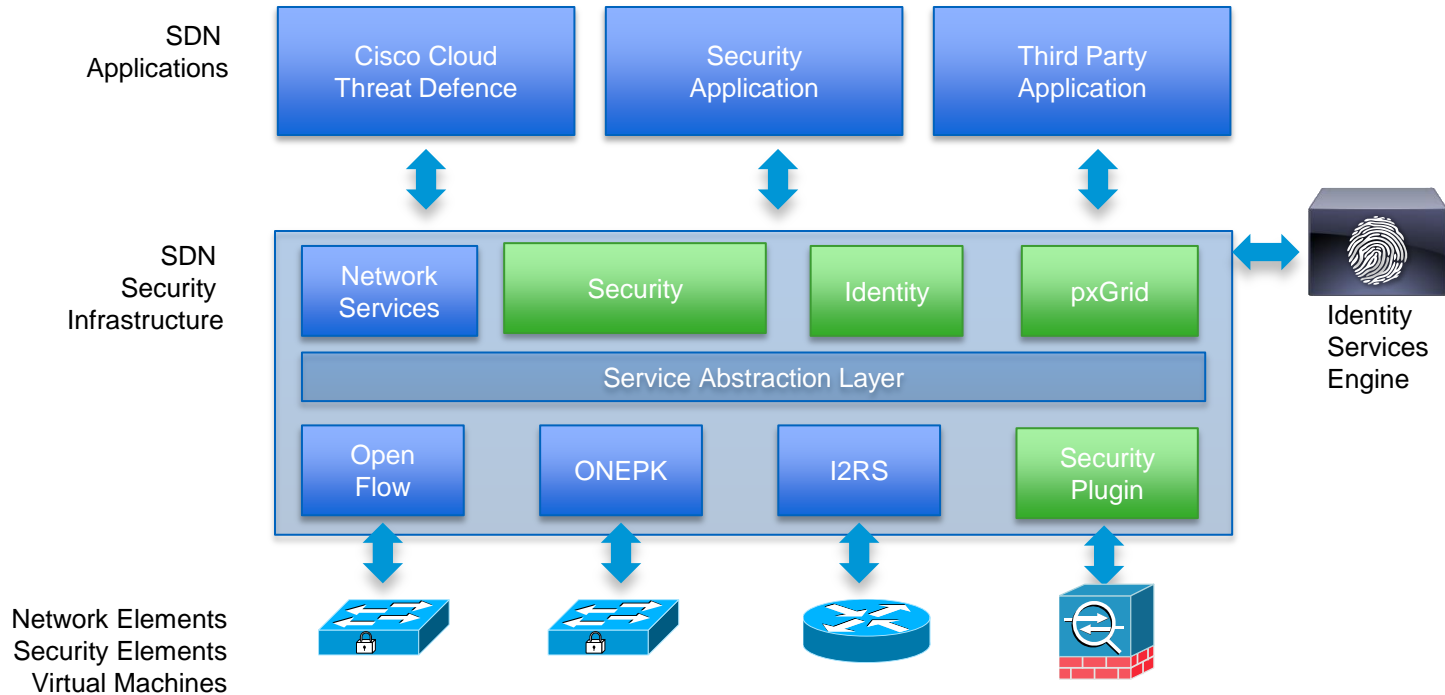 SDN
Applications
Cisco Cloud
Threat Defence
Security
Application
Third Party
Application
SDN
Security
Infrastructure
Network
Services
Security
Identity
pxGrid
Identity
Services
Engine
Service Abstraction Layer
Open
Flow
ONEPK
I2RS
Security
Plugin
Network Elements
Security Elements
Virtual Machines